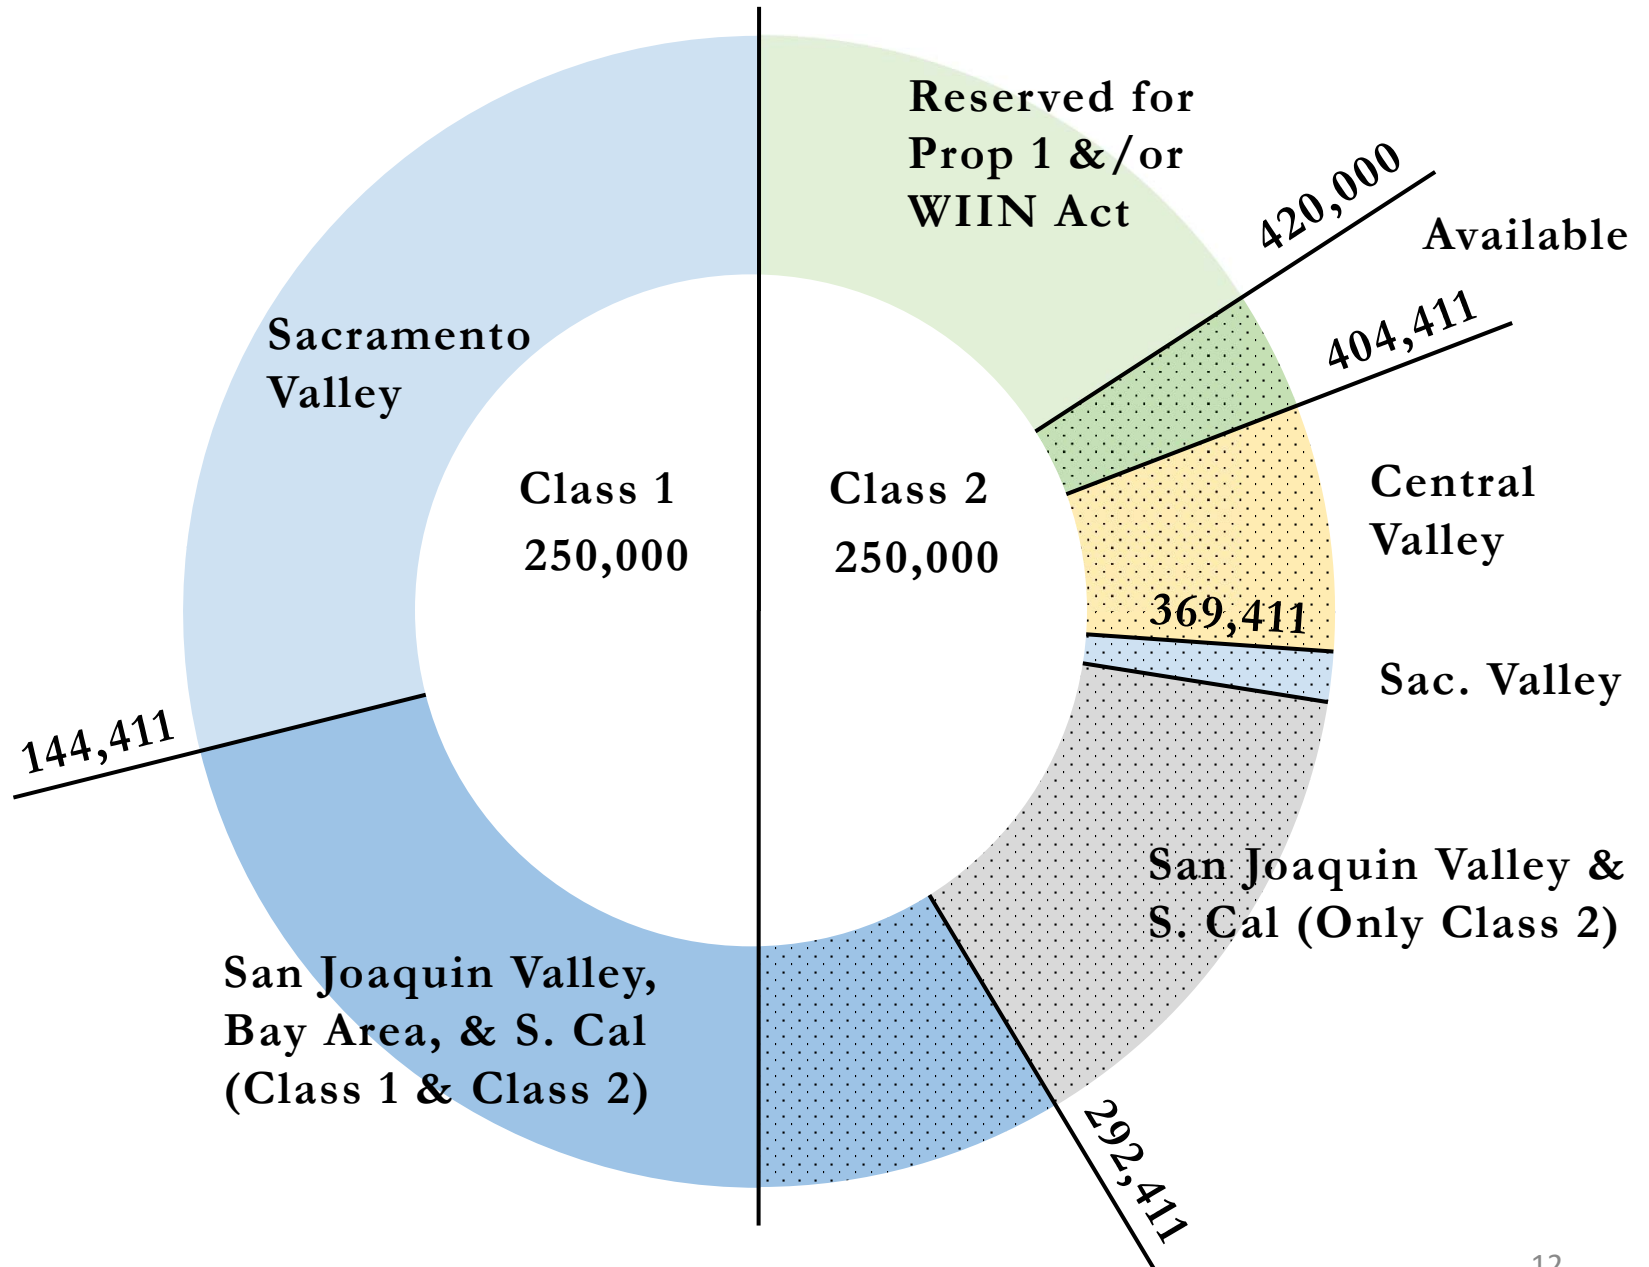 Reserved for
Prop 1 &/or
WIIN Act
420,000
Available
404,411
Sacramento
Valley
Class 1
250,000
Class 2
250,000
Central
Valley
369,411
Sac. Valley
144,411
San Joaquin Valley &
S. Cal (Only Class 2)
San Joaquin Valley,
Bay Area, & S. Cal
(Class 1 & Class 2)
292,411
12